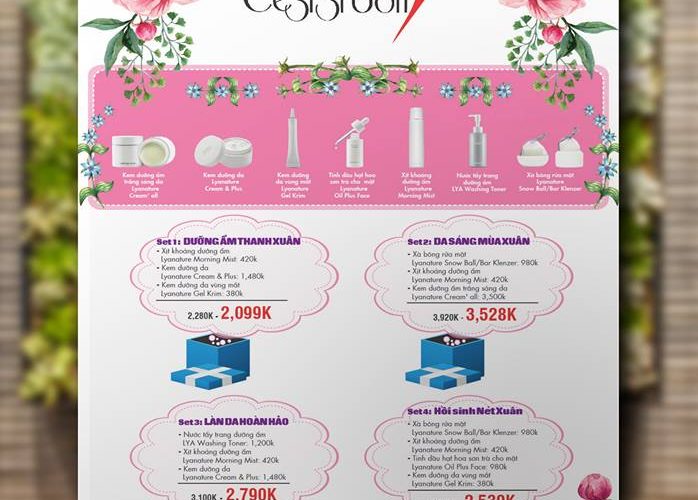 Kem dưỡng ẩm
trắng sáng da
Lyanature
Cream⁺ all
Kem dưỡng da
Lyanature
Cream & Plus
Kem dưỡng
da vùng mắt
Lyanature
Gel Krim
Tinh dầu hạt hoa
sơn trà cho mặt
Lyanature
Oil Plus Face
Xịt khoáng
dưỡng ẩm
Lyanature
Morning Mist
Nước tẩy trang
dưỡng ẩm
LYA Washing Toner
Xà bông rửa mặt
Lyanature
Snow Ball/Bar Klenzer
Set1: DƯỠNG ẨM THANH XUÂN
• Xịt khoáng dưỡng ẩm
Lyanature Morning Mist: 420k
• Kem dưỡng da
Lyanature Cream & Plus: 1,480k
• Kem dưỡng da vùng mắt
Lyanature Gel Krim: 380k
2,280K - 2,099K
Set2: DA SÁNG MÙA XUÂN
• Xà bông rửa mặt
Lyanature Snow Ball/Bar Klenzer: 980k
• Xịt khoáng dưỡng ẩm
Lyanature Morning Mist: 420k
• Kem dưỡng ẩm trắng sáng da
Lyanature Cream⁺ all: 3,500k
3,920K - 3,528K
Set3: LÀN DA HOÀN HẢO
• Nước tẩy trang dưỡng ẩm
LYA Washing Toner: 1,200k
• Xịt khoáng dưỡng ẩm
Lyanature Morning Mist: 420k
• Kem dưỡng da
Lyanature Cream & Plus: 1,480k
3,100K - 2,790K
Set4: Hồi sinh Nét Xuân
• Xà bông rửa mặt
Lyanature Snow Ball/Bar Klenzer: 980k
• Xịt khoáng dưỡng ẩm
Lyanature Morning Mist: 420k
• Tinh dầu hạt hoa sơn trà cho mặt
Lyanature Oil Plus Face: 980k
• Kem dưỡng da vùng mắt
Lyanature Gel Krim: 380k